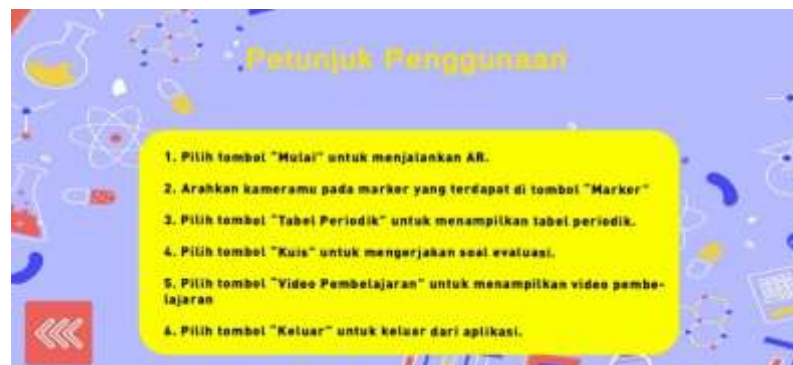 Petunjuk Penggunaan
1. Pilih tombol "Mulai" untuk menjalankan AR.
2. Arahkan kameramu pada marker yang terdapat di tombol "Marker"
3. Pilih tombol "Tabel Periodik" untuk menampilkan tabel periodik.
4. Pilih tombol "Kuis" untuk mengerjakan soal evaluasi.
5. Pilih tombol "Video Pembelajaran" untuk menampilkan video pembe-
lajaran
6. Pilih tombol "Keluar" untuk keluar dari aplikasi.